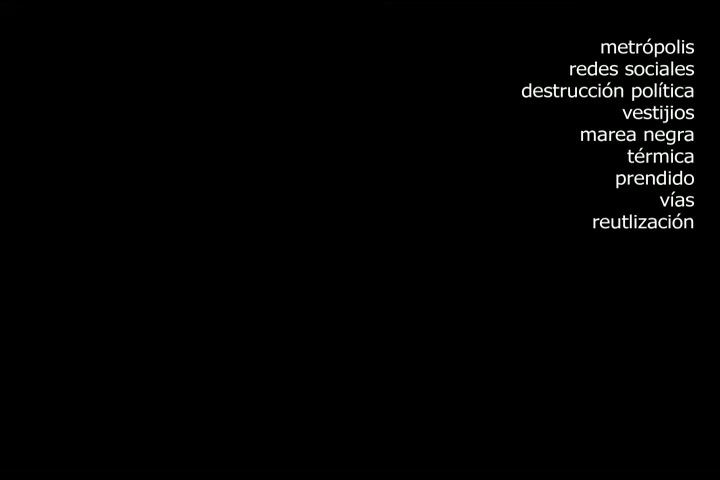 metrópolis
redes sociales
destrucción política
vestijios
marea negra
térmica
prendido
vías
reutlización